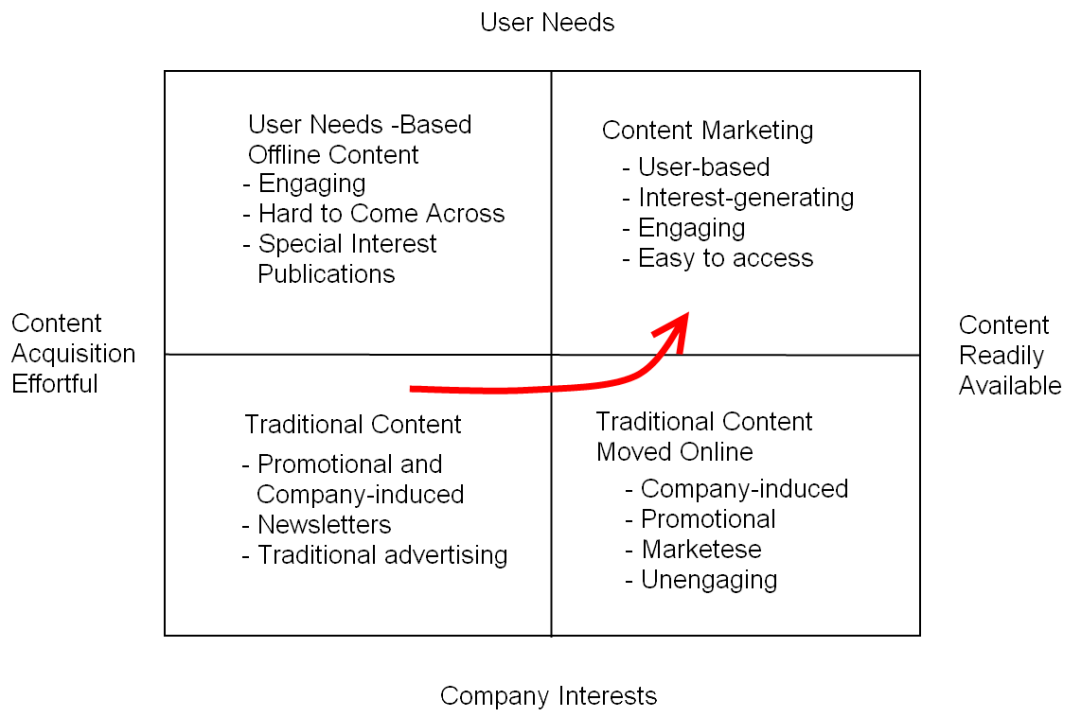 User Needs
User Needs -Based
Offline Content
- Engaging
- Hard to Come Across
- Special Interest
Publications
Content Marketing
- User-based
- Interest-generating
- Engaging
- Easy to access
Content
Acquisition
Effortful
Content
Readily
Available
Traditional Content
- Promotional and
Company-induced
- Newsletters
- Traditional advertising
Traditional Content
Moved Online
- Company-induced
- Promotional
- Marketese
- Unengaging
Company Interests